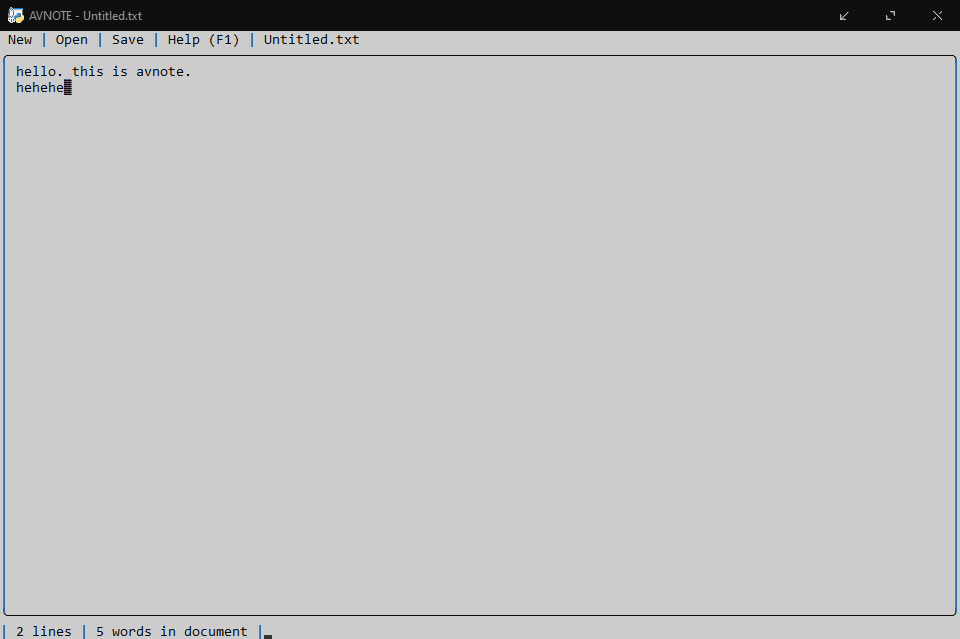 AVNOTE - Untitled.txt
New | Open | Save | Help (F1) | Untitled.txt
hello. this is avnote.
hehehe
| 2 lines | 5 words in document |